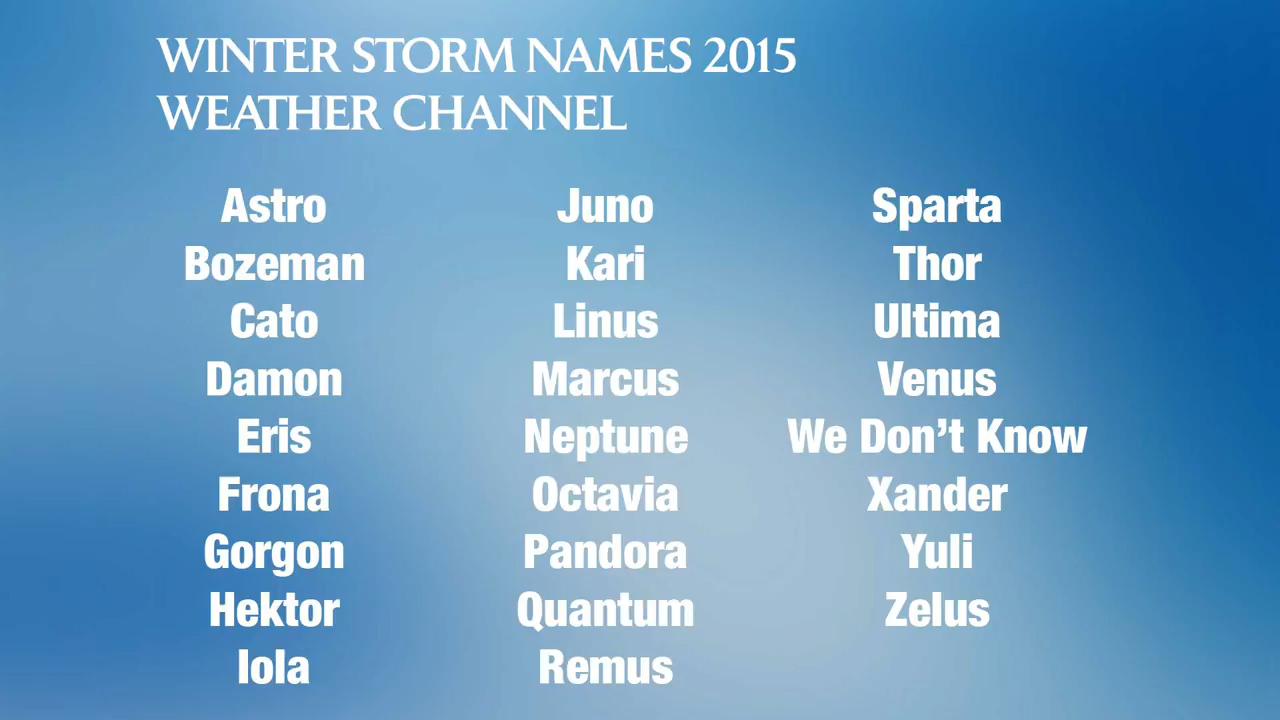 WINTER STORM NAMES 2015
WEATHER CHANNEL
Astro
Bozeman
Cato
Damon
Eris
Frona
Gorgon
Hektor
Iola
Juno
Kari
Linus
Marcus
Neptune
Octavia
Pandora
Quantum
Remus
Sparta
Thor
Ultima
Venus
We Don’t Know
Xander
Yuli
Zelus